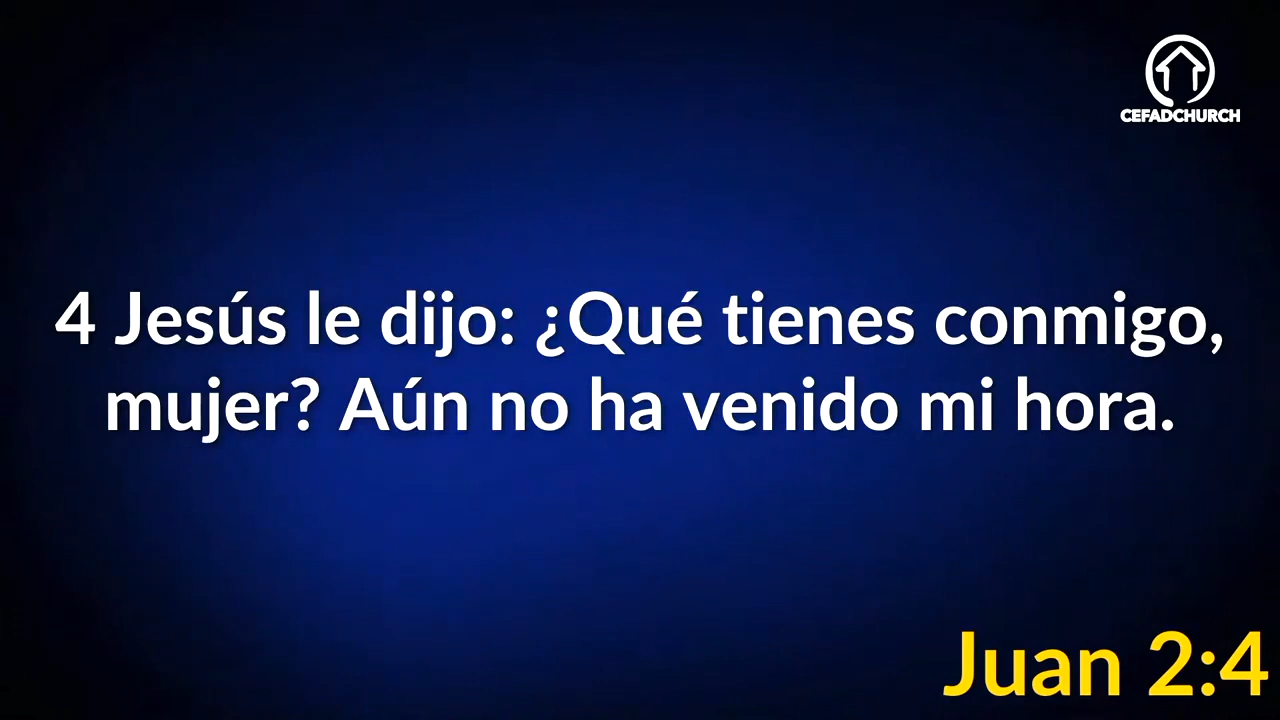 CEFADCHURCH
4 Jesús le dijo: ¿Qué tienes conmigo,
mujer? Aún no ha venido mi hora.
Juan 2:4